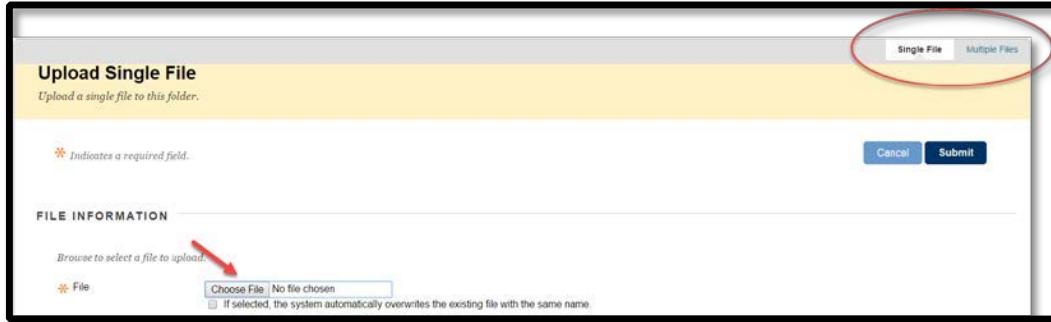 Single File Multiple Files
Upload Single File
Upload a single file to this folder.
Indicates a required field.
Cancel Submit
FILE INFORMATION
Browse to select a file to upload.
File Choose File No file chosen
If selected, the system automatically overwrites the existing file with the same name.